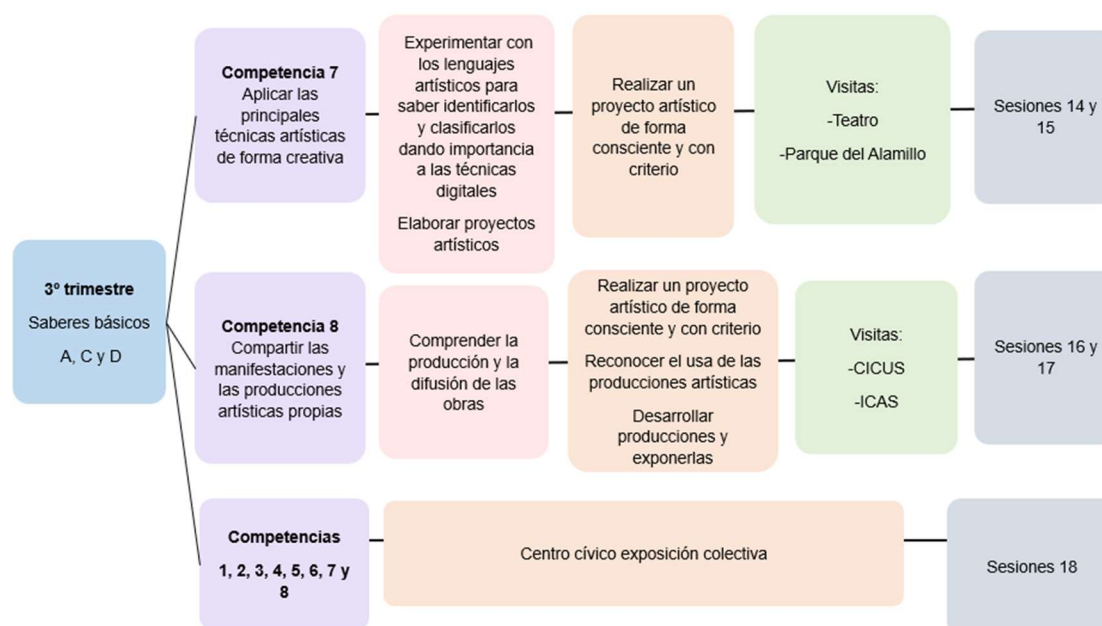 3º trimestre
Saberes básicos
A, C y D
Competencia 7
Aplicar las
principales
técnicas artísticas
de forma creativa
Experimentar con
los lenguajes
artísticos para
saber identificarlos
y clasificarlos
dando importancia
a las técnicas
digitales
Elaborar proyectos
artísticos
Realizar un
proyecto artístico
de forma
consciente y con
criterio
Visitas:
-Teatro
-Parque del Alamillo
Sesiones 14 y
15
Competencia 8
Compartir las
manifestaciones y
las producciones
artísticas propias
Comprender la
producción y la
difusión de las
obras
Realizar un proyecto
artístico de forma
consciente y con criterio
Reconocer el usa de las
producciones artísticas
Desarrollar
producciones y
exponerlas
Visitas:
-CICUS
-ICAS
Sesiones 16 y
17
Competencias
1, 2, 3, 4, 5, 6, 7 y
8
Centro cívico exposición colectiva
Sesiones 18